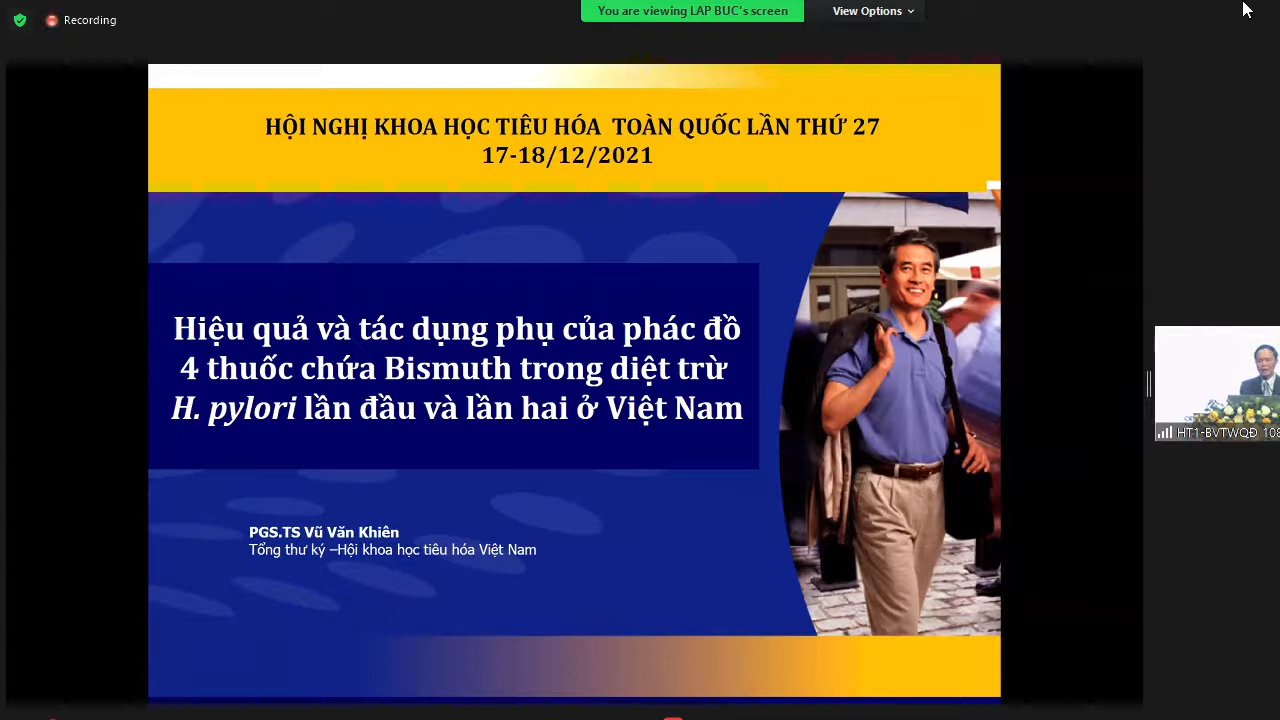 Recording
You are viewing LAP BUC's screen
View Options
HỘI NGHỊ KHOA HỌC TIÊU HÓA TOÀN QUỐC LẦN THỨ 27
17-18/12/2021
Hiệu quả và tác dụng phụ của phác đồ
4 thuốc chứa Bismuth trong diệt trừ
H. pylori lần đầu và lần hai ở Việt Nam
PGS.TS Vũ Văn Khiên
Tổng thư ký –Hội khoa học tiêu hóa Việt Nam
HT1-BVTWQĐ 108